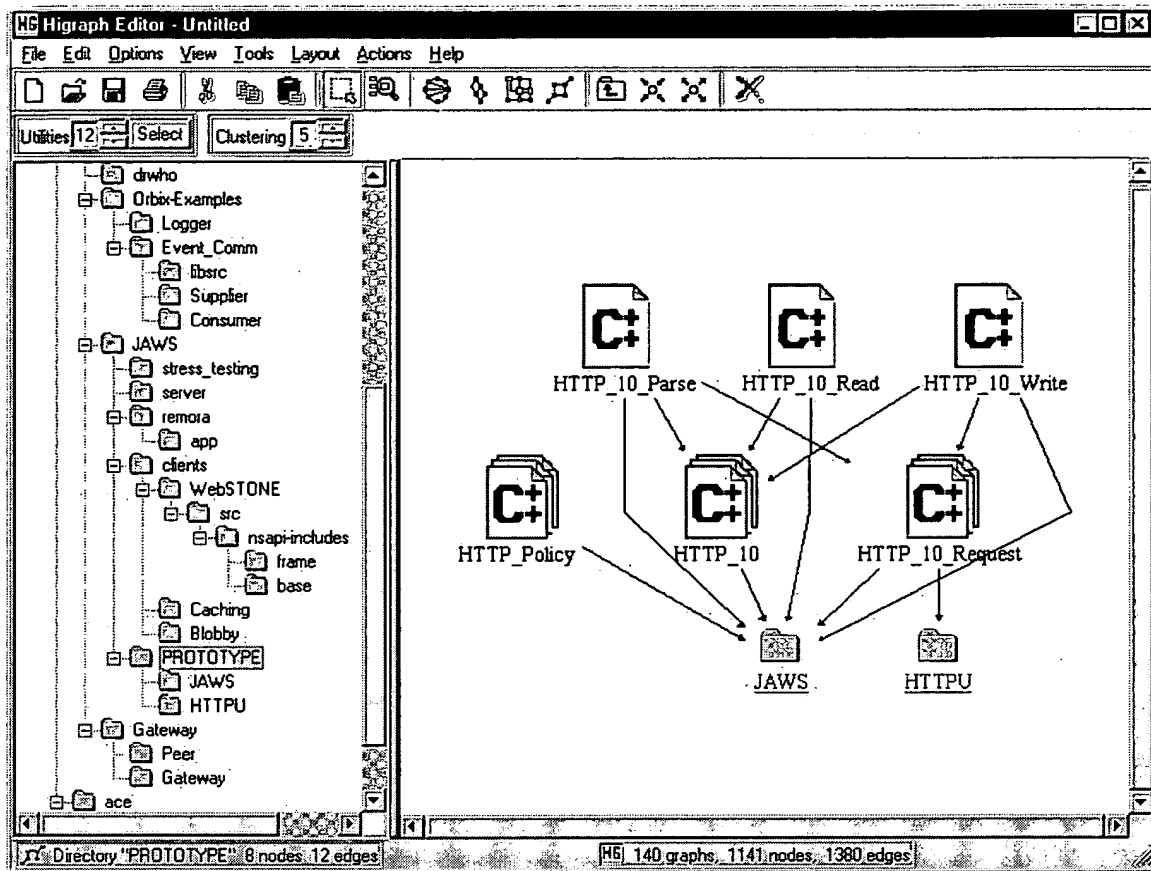 HG Higraph Editor - Untitled
File Edit Options View Tools Layout Actions Help
Utilities 12 Select Clustering 5
drwho
Orbix-Examples
Logger
Event_Comm
libsrc
Supplier
Consumer
JAWS
stress_testing
server
remora
app
clients
WebSTONE
src
nsapi-includes
frame
base
Caching
Blobby
PROTOTYPE
JAWS
HTTPU
Gateway
Peer
Gateway
ace
C++ C++ C++
HTTP_10_Parse HTTP_10_Read HTTP_10_Write
C++ C++ C++
HTTP_Policy HTTP_10 HTTP_10_Request
JAWS HTTPU
Directory "PROTOTYPE" 8 nodes, 12 edges
HG 140 graphs, 1141 nodes, 1380 edges